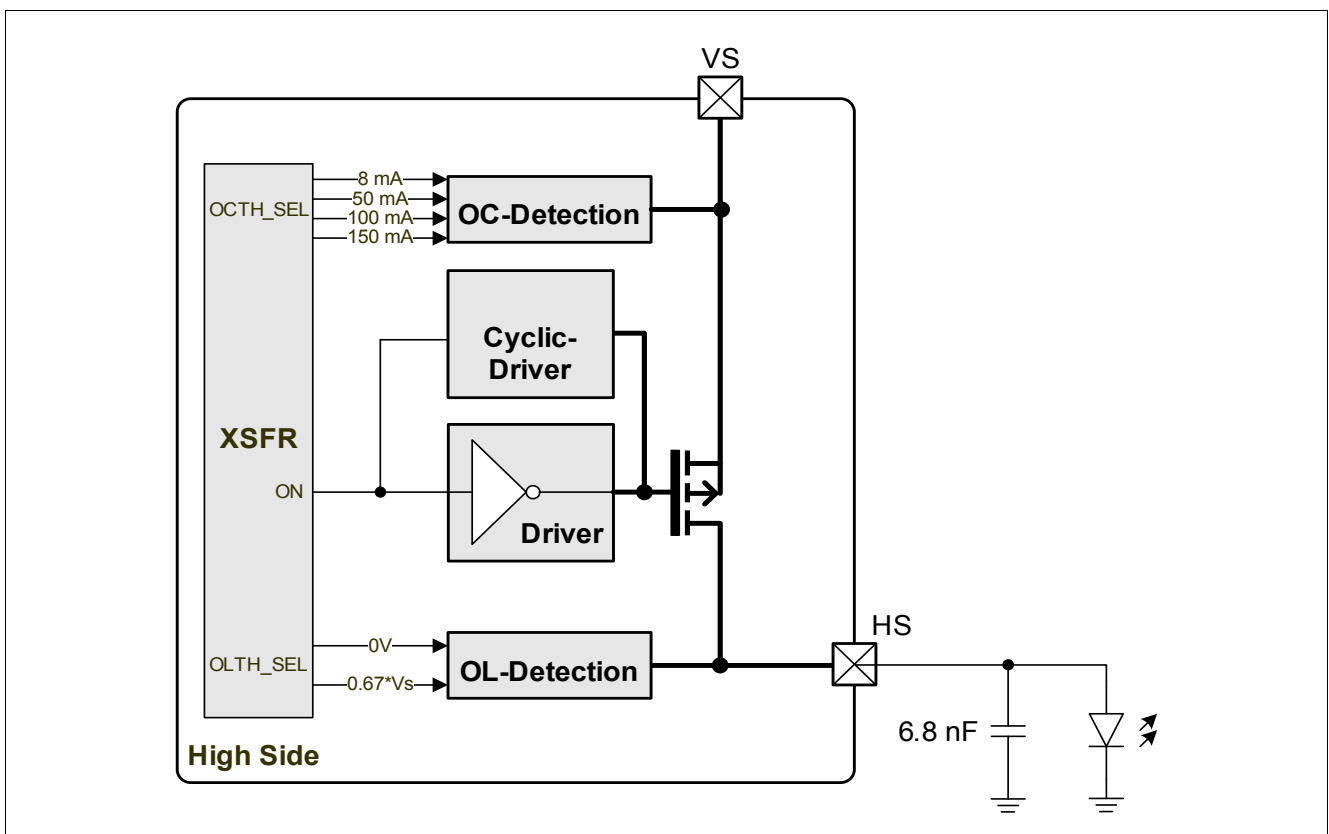 VS
8 mA
50 mA
OCTH_SEL
100 mA
150 mA
OC-Detection
Cyclic-
Driver
XSFR
ON
Driver
HS
0V
OLTH_SEL
0.67*Vs
OL-Detection
6.8 nF
High Side